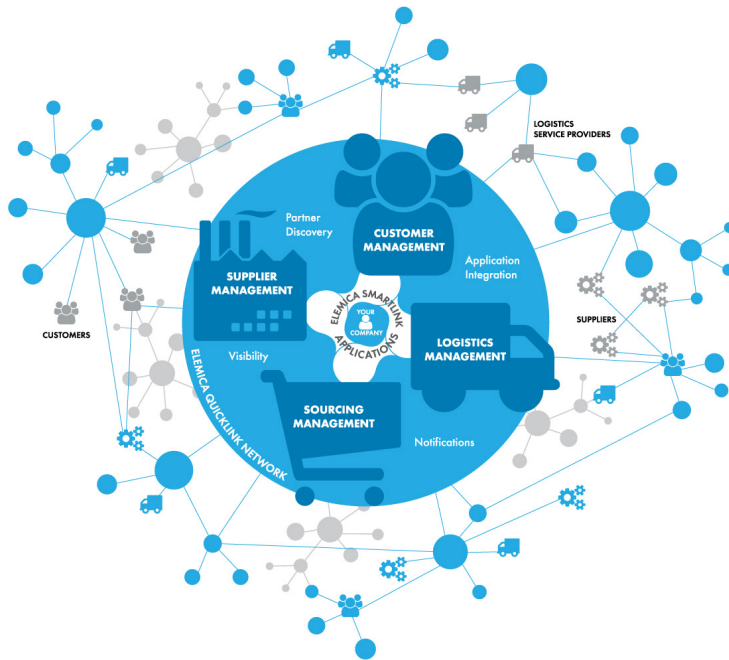 LOGISTICS
SERVICE PROVIDERS
Partner
Discovery
CUSTOMER
MANAGEMENT
Application
Integration
SUPPLIER
MANAGEMENT
ELEMICA SMARTLINK
APPLICATIONS
YOUR
COMPANY
LOGISTICS
MANAGEMENT
CUSTOMERS
SUPPLIERS
Visibility
SOURCING
MANAGEMENT
Notifications
ELEMICA QUICKLINK NETWORK